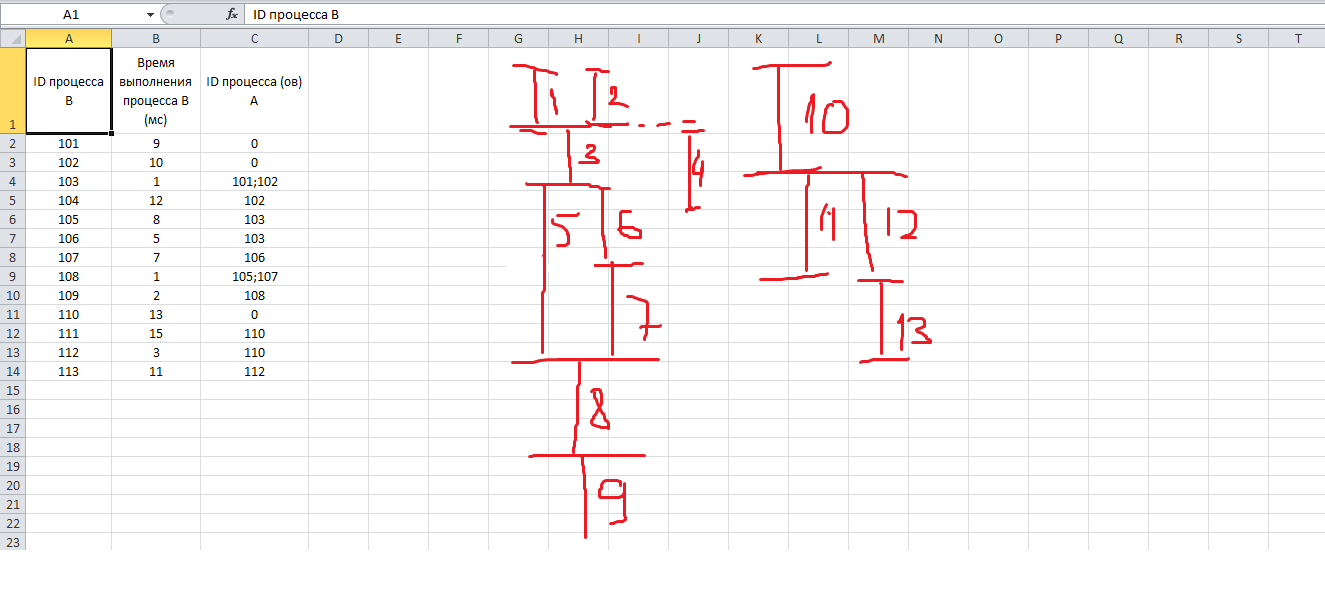 A1 fx ID процесса B
A B C D E F G H I J K L M N O P Q R S T
1 ID процесса B Время выполнения процесса B (мс) ID процесса (ов) A
2 101 9 0
3 102 10 0
4 103 1 101;102
5 104 12 102
6 105 8 103
7 106 5 103
8 107 7 106
9 108 1 105;107
10 109 2 108
11 110 13 0
12 111 15 110
13 112 3 110
14 113 11 112
15
16
17
18
19
20
21
22
23
1 2 10
3 4
5 6 11 12
7 13
8
9